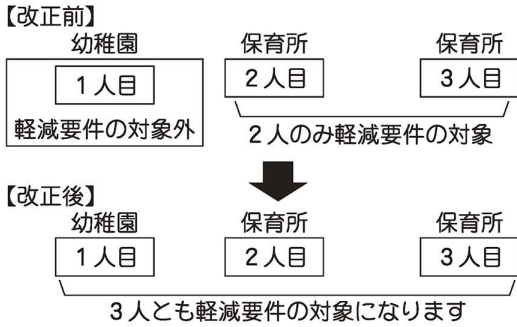 【改正前】
幼稚園 保育所 保育所
1人目 2人目 3人目
軽減要件の対象外
2人のみ軽減要件の対象
【改正後】
幼稚園 保育所 保育所
1人目 2人目 3人目
3人とも軽減要件の対象になります